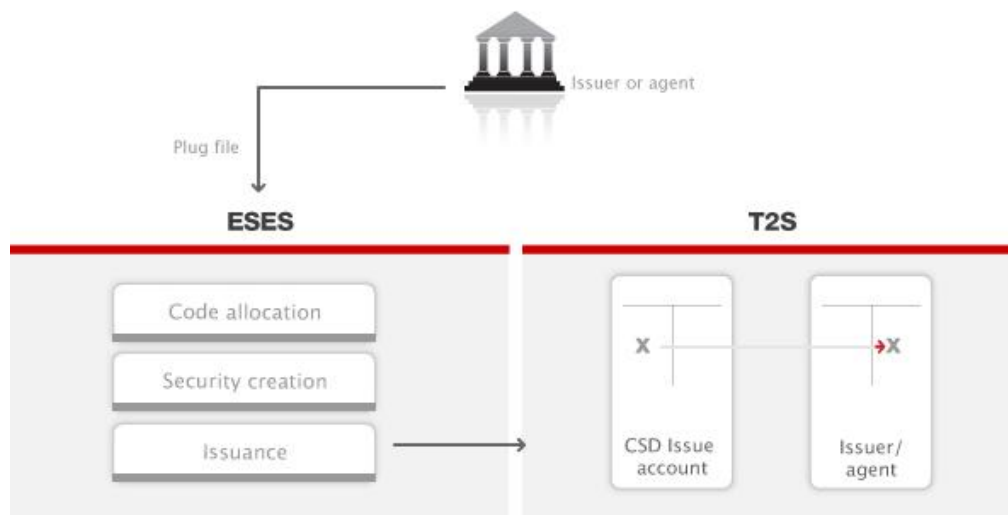 Issuer or agent
Plug file
ESES
T2S
Code allocation
Security creation
Issuance
X
X
CSD Issue
account
Issuer/
agent